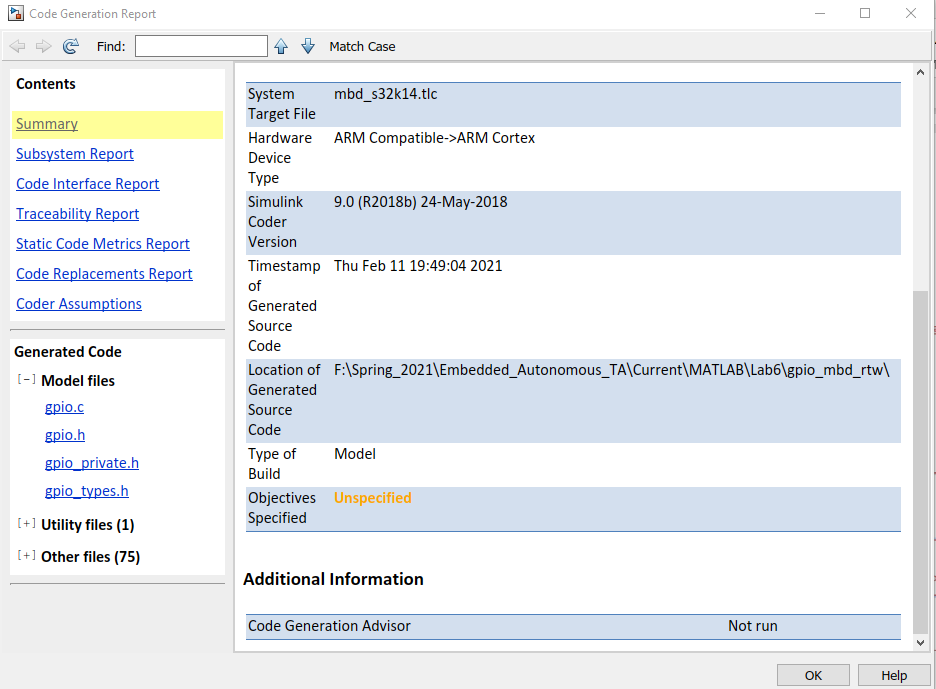 Code Generation Report
Find:
Match Case
Contents
Summary
Subsystem Report
Code Interface Report
Traceability Report
Static Code Metrics Report
Code Replacements Report
Coder Assumptions
Generated Code
[-] Model files
gpio.c
gpio.h
gpio_private.h
gpio_types.h
[+] Utility files (1)
[+] Other files (75)
System mbd_s32k14.tlc
Target File
Hardware ARM Compatible->ARM Cortex
Device
Type
Simulink 9.0 (R2018b) 24-May-2018
Coder
Version
Timestamp Thu Feb 11 19:49:04 2021
of
Generated
Source
Code
Location of F:\Spring_2021\Embedded_Autonomous_TA\Current\MATLAB\Lab6\gpio_mbd_rtw\
Generated
Source
Code
Type of Model
Build
Objectives Unspecified
Specified
Additional Information
Code Generation Advisor Not run
OK
Help